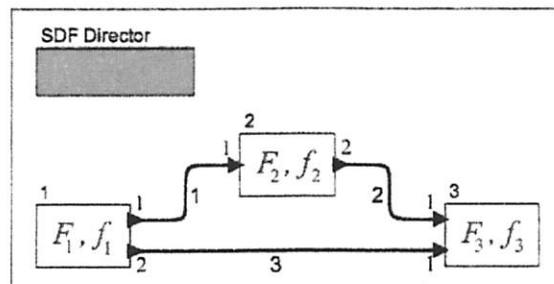 SDF Director
2
1 F₂, f₂ 2
1
1 1 2 1 3
F₁, f₁ F₃, f₃
2 3 1